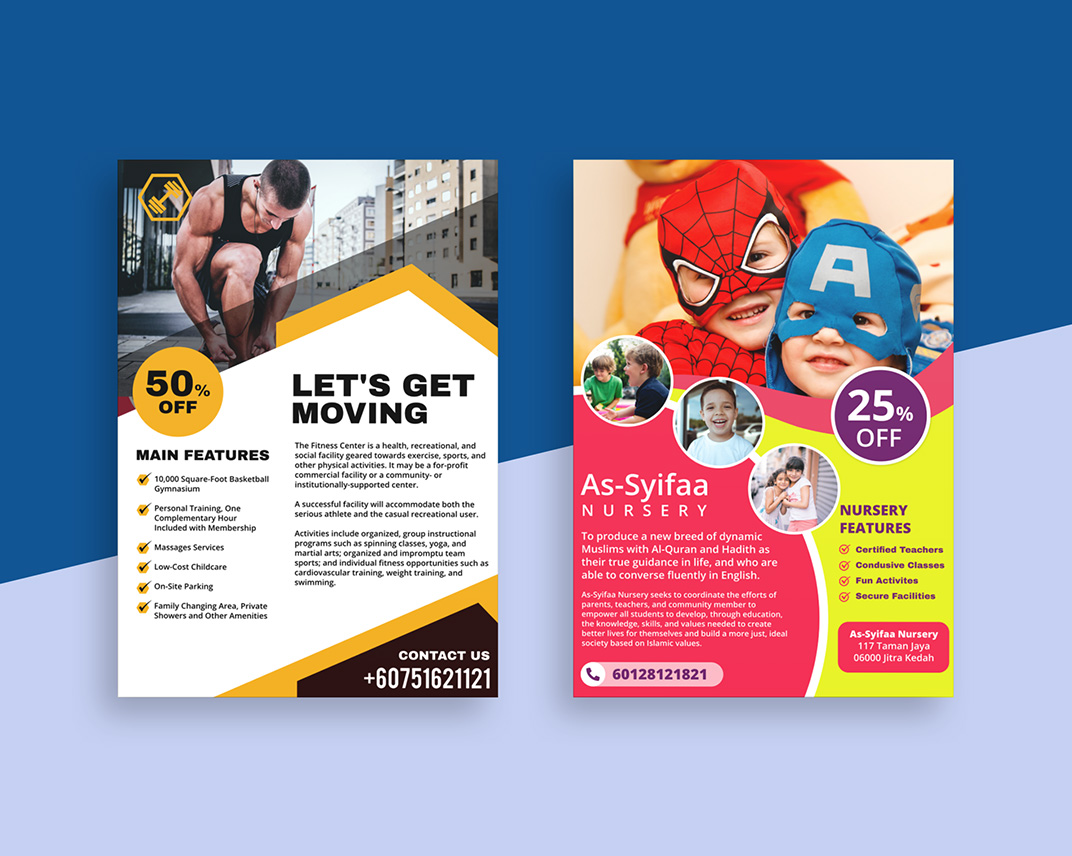 50%
OFF
LET'S GET
MOVING
MAIN FEATURES
10,000 Square-Foot Basketball
Gymnasium
Personal Training, One
Complementary Hour
Included with Membership
Massages Services
Low-Cost Childcare
On-Site Parking
Family Changing Area, Private
Showers and Other Amenities
The Fitness Center is a health, recreational, and
social facility geared towards exercise, sports, and
other physical activities. It may be a for-profit
commercial facility or a community- or
institutionally-supported center.
A successful facility will accommodate both the
serious athlete and the casual recreational user.
Activities include organized, group instructional
programs such as spinning classes, yoga, and
martial arts; organized and impromptu team
sports; and individual fitness opportunities such as
cardiovascular training, weight training, and
swimming.
CONTACT US
+60751621121
A
25%
OFF
As-Syifaa
NURSERY
To produce a new breed of dynamic
Muslims with Al-Quran and Hadith as
their true guidance in life, and who are
able to converse fluently in English.
As-Syifaa Nursery seeks to coordinate the efforts of
parents, teachers, and community member to
empower all students to develop, through education,
the knowledge, skills, and values needed to create
better lives for themselves and build a more just, ideal
society based on Islamic values.
60128121821
NURSERY
FEATURES
Certified Teachers
Condusive Classes
Fun Activites
Secure Facilities
As-Syifaa Nursery
117 Taman Jaya
06000 Jitra Kedah